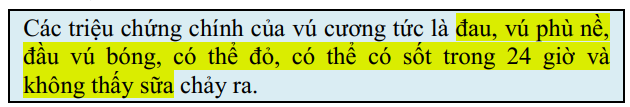 Các triệu chứng chính của vú cương tức là đau, vú phù nề,
đầu vú bóng, có thể đỏ, có thể có sốt trong 24 giờ và
không thấy sữa chảy ra.